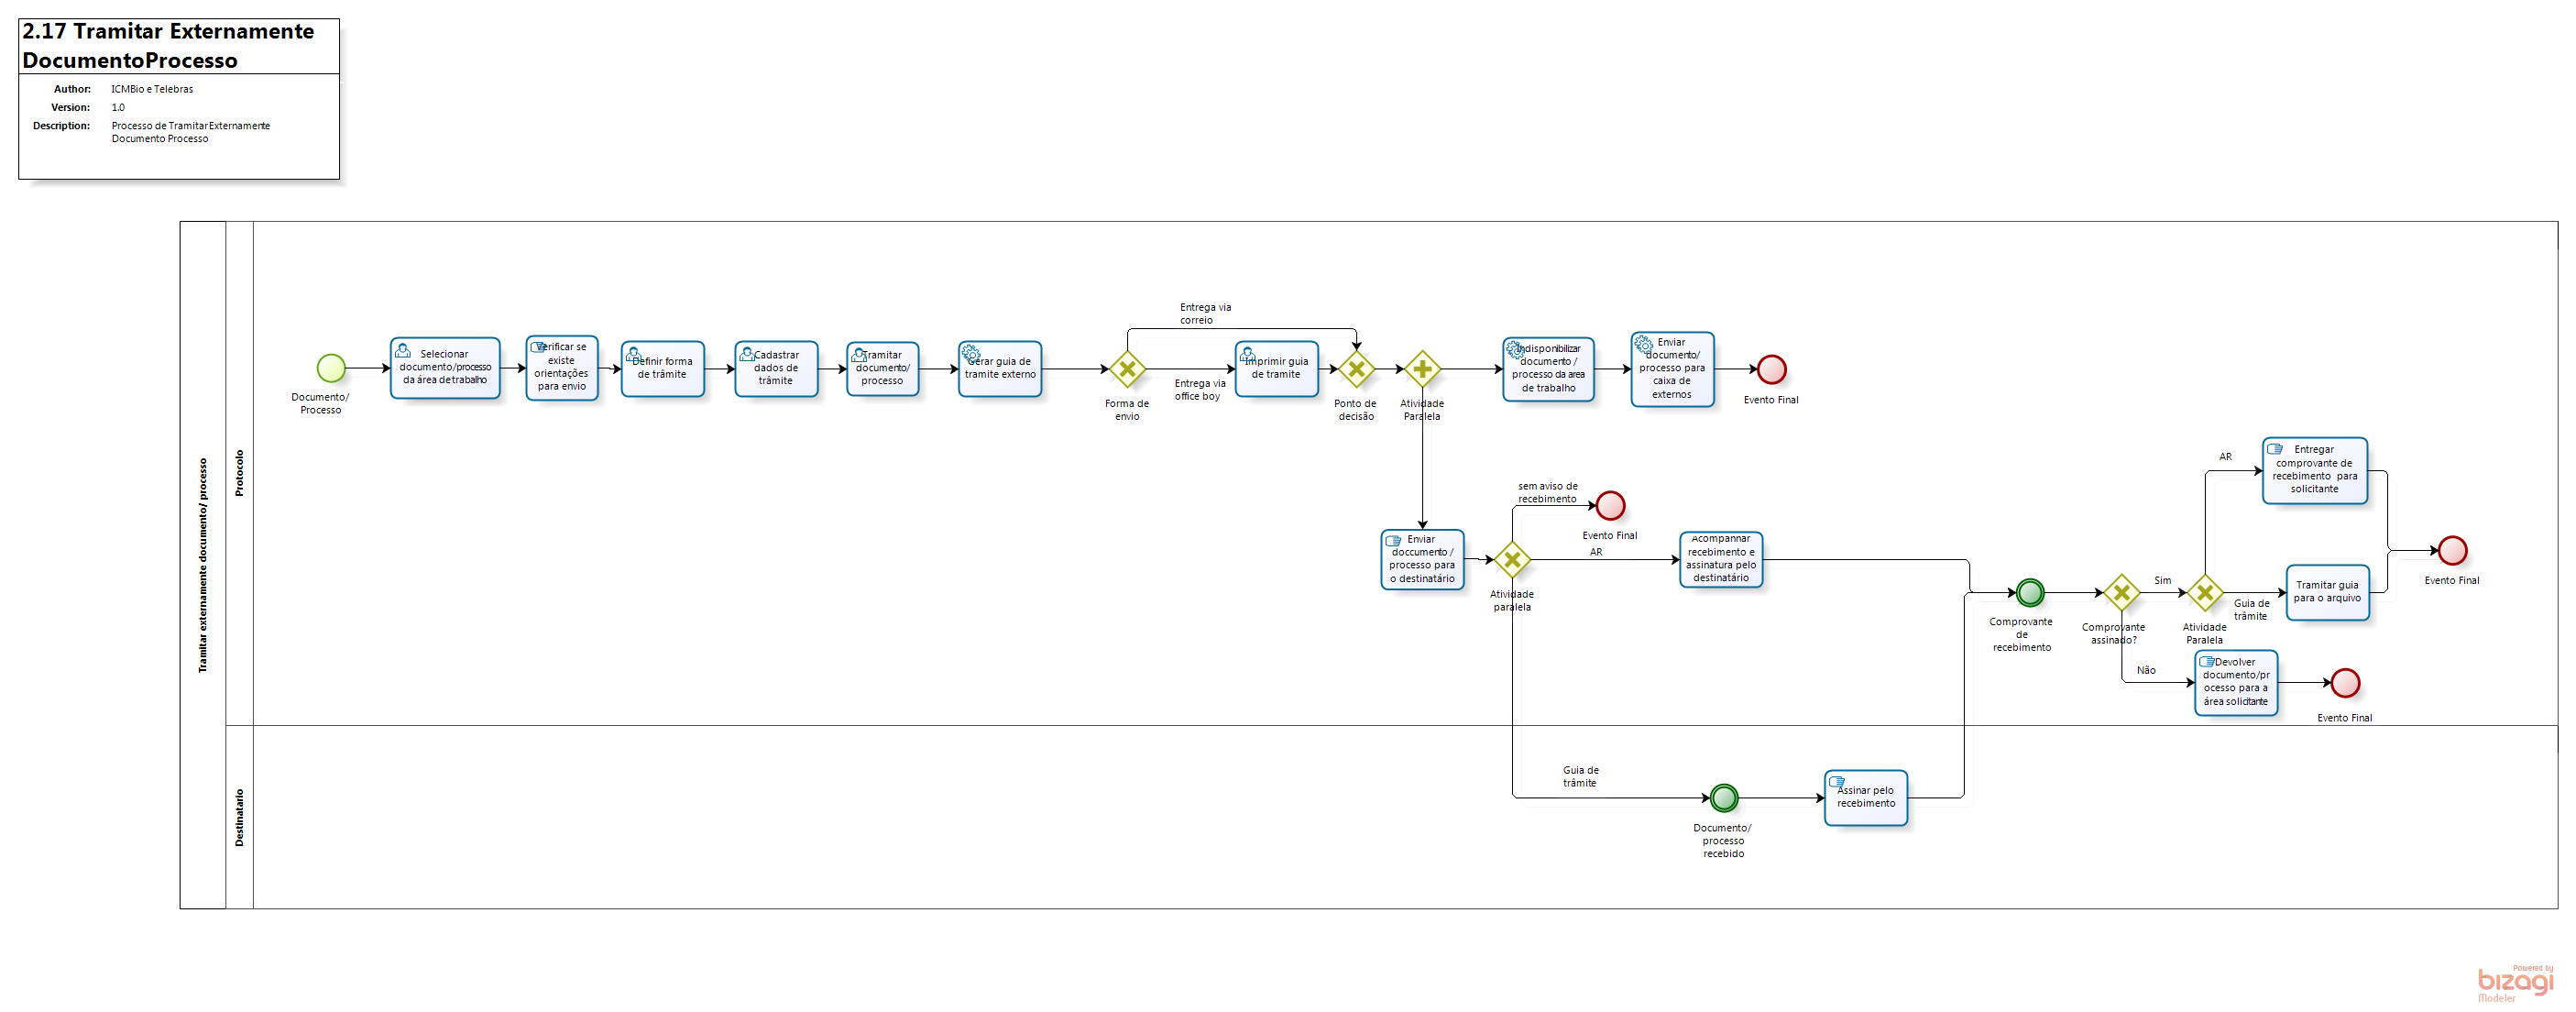 2.17 Tramitar Externamente
DocumentoProcesso
Author: ICMBio e Telebras
Version: 1.0
Description: Processo de Tramitar Externamente
Documento Processo
Tramitar externamente documento/ processo
Protocolo
Documento/
Processo
Selecionar
documento/processo
da área de trabalho
Verificar se
existe
orientações
para envio
Definir forma
de trâmite
Cadastrar
dados de
trâmite
Tramitar
documento/
processo
Gerar guia de
tramite externo
Forma de
envio
Entrega via
correio
Entrega via
office boy
Imprimir guia
de tramite
Ponto de
decisão
Atividade
Paralela
Indisponibilizar
documento /
processo da area
de trabalho
Enviar
documento/
processo para
caixa de
externos
Evento Final
Enviar
doccumento /
processo para
o destinatário
Atividade
paralela
sem aviso de
recebimento
Evento Final
AR
Acompanhar
recebimento e
assinatura pelo
destinatário
Comprovante
de
recebimento
Comprovante
assinado?
Sim
Não
Atividade
Paralela
AR
Entregar
comprovante de
recebimento para
solicitante
Guia de
trâmite
Tramitar guia
para o arquivo
Evento Final
Devolver
documento/pr
ocesso para a
área solicitante
Evento Final
Destinatario
Guia de
trâmite
Documento/
processo
recebido
Assinar pelo
recebimento
Powered by
bizagi
Modeler